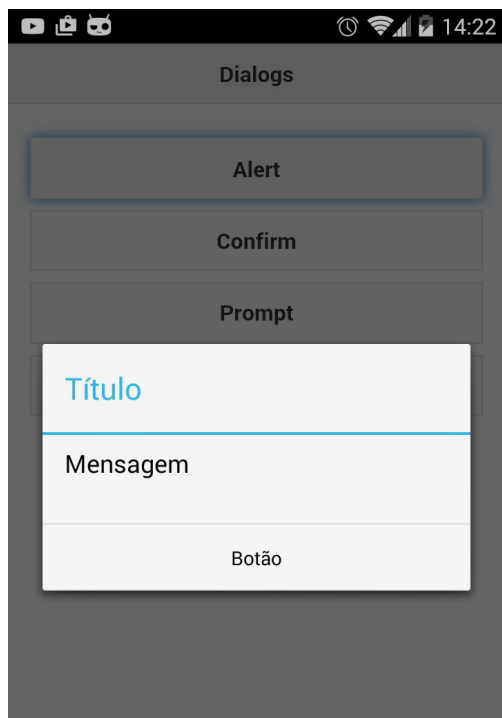 14:22
Dialogs
Alert
Confirm
Prompt
Título
Mensagem
Botão